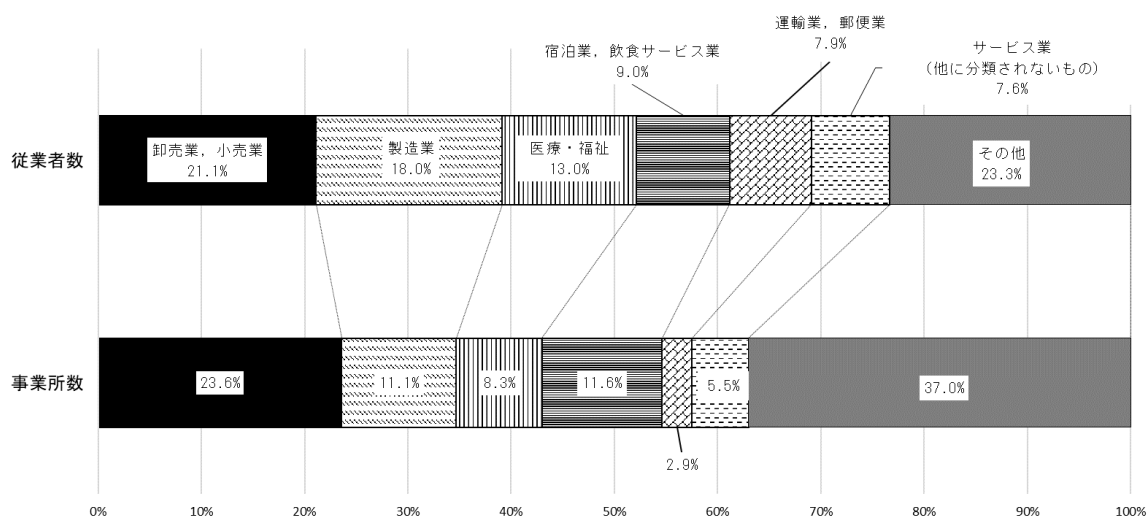 運輸業，郵便業
7.9%
サービス業
（他に分類されないもの）
7.6%
宿泊業，飲食サービス業
9.0%
従業者数
卸売業，小売業
21.1%
製造業
18.0%
医療・福祉
13.0%
その他
23.3%
事業所数
23.6%
11.1%
8.3%
11.6%
5.5%
37.0%
2.9%
0% 10% 20% 30% 40% 50% 60% 70% 80% 90% 100%